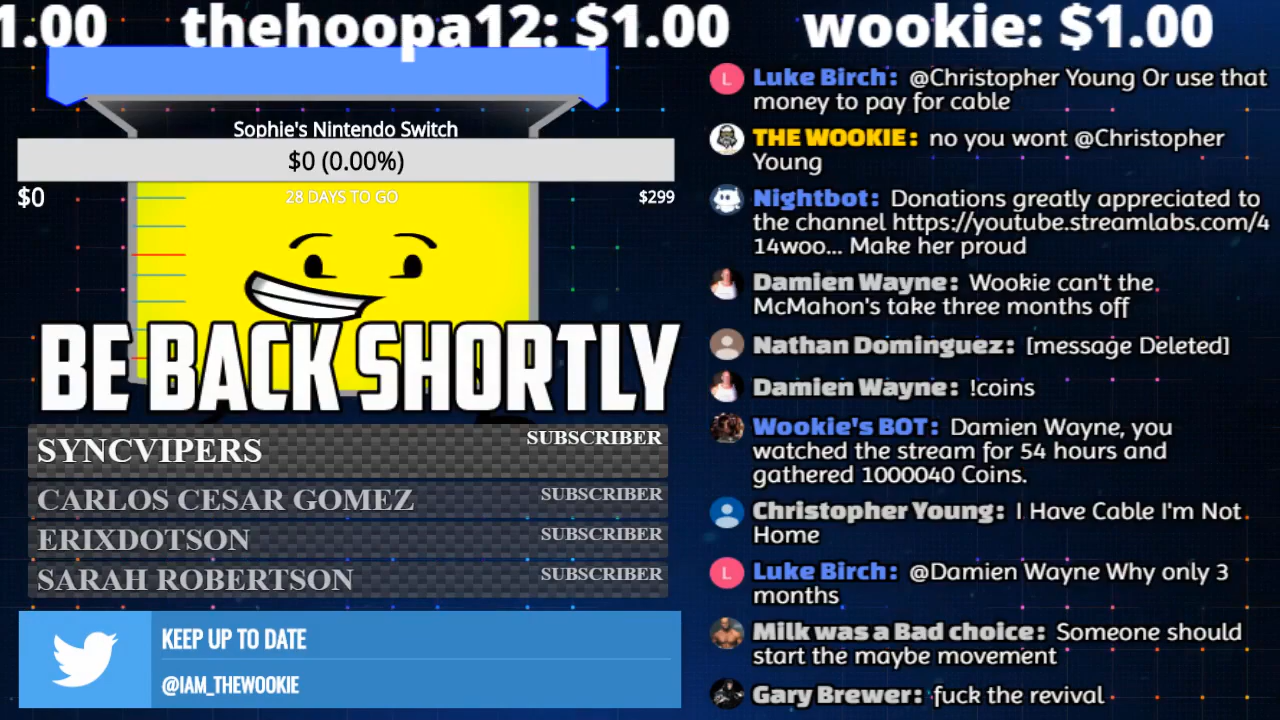 1.00 thehoopa12: $1.00 wookie: $1.00
Sophie's Nintendo Switch
$0 (0.00%)
$0 28 DAYS TO GO $299
BE BACK SHORTLY
SYNCVIPERS SUBSCRIBER
CARLOS CESAR GOMEZ SUBSCRIBER
ERIXDOTSON SUBSCRIBER
SARAH ROBERTSON SUBSCRIBER
KEEP UP TO DATE
@IAM_THEWOOKIE
L Luke Birch: @Christopher Young Or use that
money to pay for cable
THE WOOKIE: no you wont @Christopher
Young
Nightbot: Donations greatly appreciated to
the channel https://youtube.streamlabs.com/4
14woo... Make her proud
Damien Wayne: Wookie can't the
McMahon's take three months off
Nathan Dominguez: [message Deleted]
Damien Wayne: !coins
Wookie's BOT: Damien Wayne, you
watched the stream for 54 hours and
gathered 1000040 Coins.
Christopher Young: I Have Cable I'm Not
Home
L Luke Birch: @Damien Wayne Why only 3
months
Milk was a Bad choice: Someone should
start the maybe movement
Gary Brewer: fuck the revival